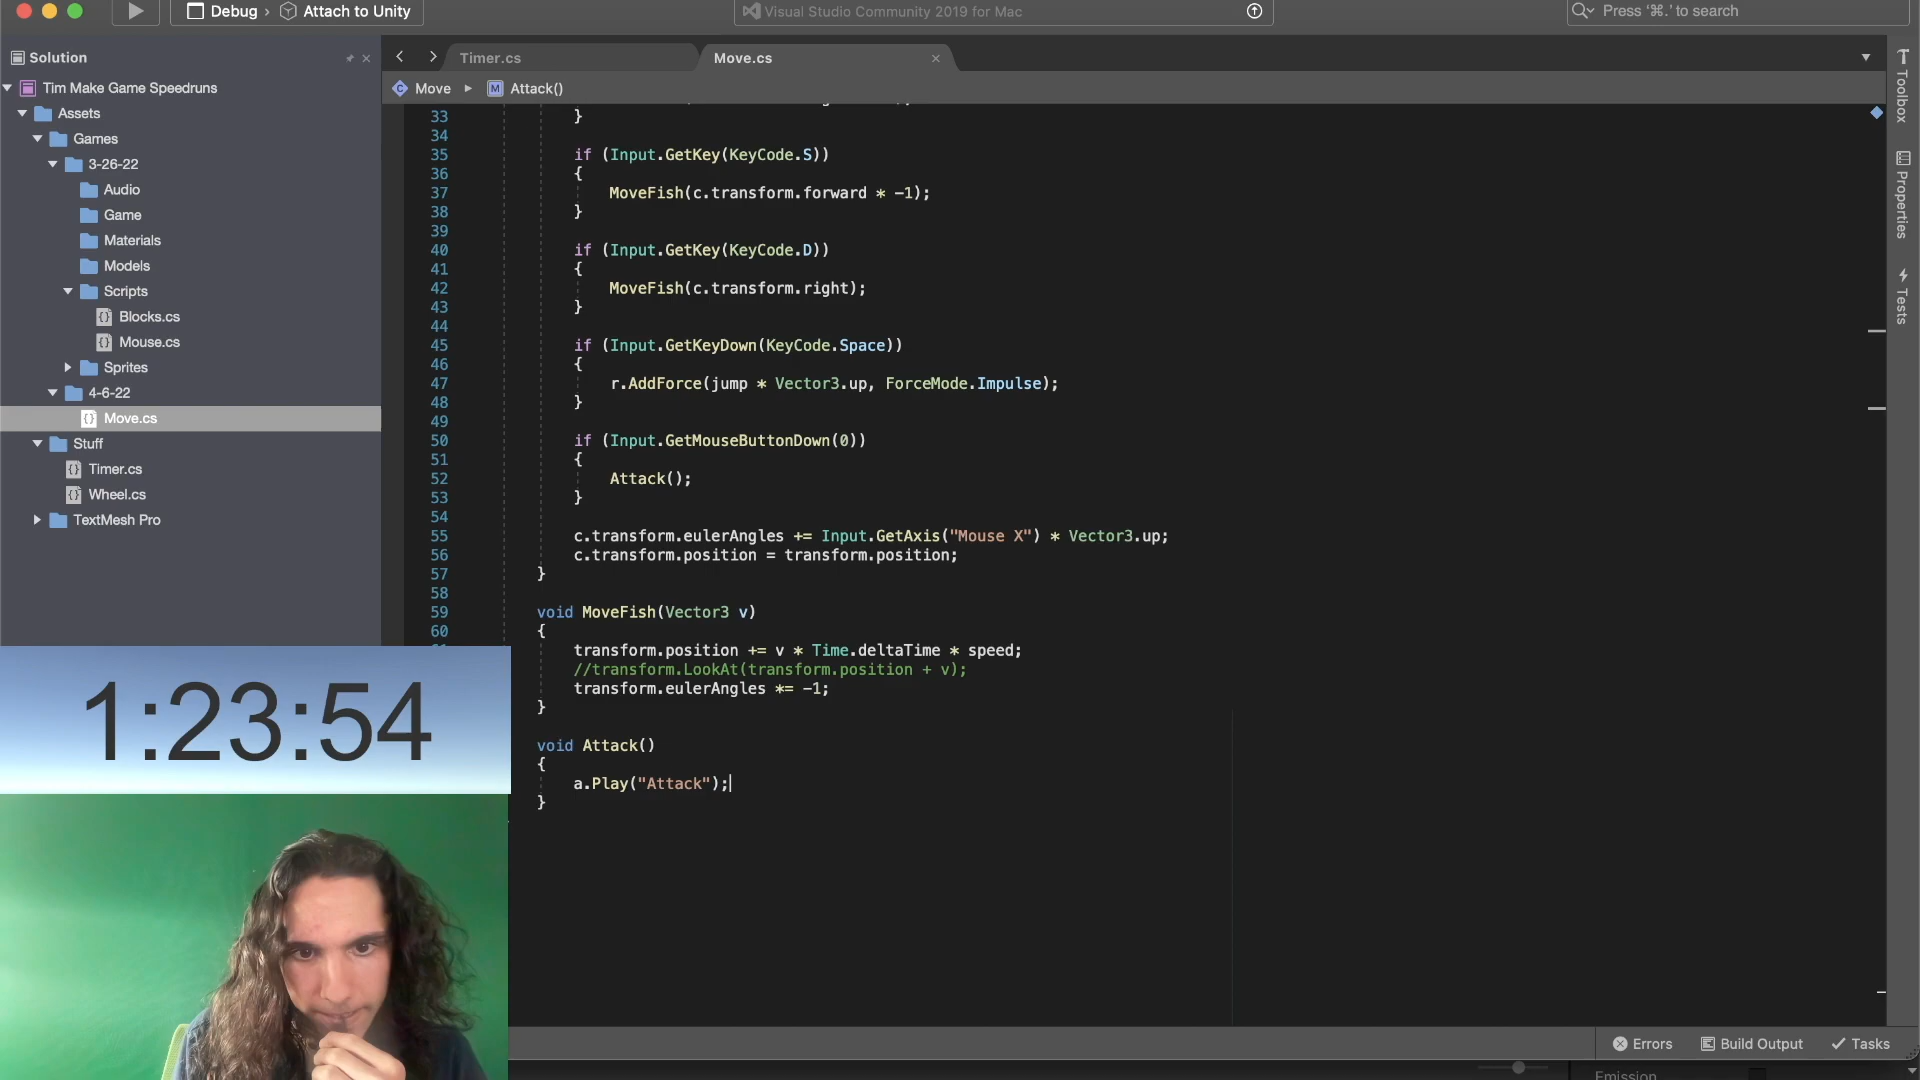 Debug › Attach to Unity
Visual Studio Community 2019 for Mac
Press ‘⌘.’ to search
Solution
Tim Make Game Speedruns
Assets
Games
3-26-22
Audio
Game
Materials
Models
Scripts
Blocks.cs
Mouse.cs
Sprites
4-6-22
Move.cs
Stuff
Timer.cs
Wheel.cs
TextMesh Pro
Timer.cs
Move.cs
Move
Attack()
33 }
34
35 if (Input.GetKey(KeyCode.S))
36 {
37 MoveFish(c.transform.forward * -1);
38 }
39
40 if (Input.GetKey(KeyCode.D))
41 {
42 MoveFish(c.transform.right);
43 }
44
45 if (Input.GetKeyDown(KeyCode.Space))
46 {
47 r.AddForce(jump * Vector3.up, ForceMode.Impulse);
48 }
49
50 if (Input.GetMouseButtonDown(0))
51 {
52 Attack();
53 }
54
55 c.transform.eulerAngles += Input.GetAxis("Mouse X") * Vector3.up;
56 c.transform.position = transform.position;
57 }
58
59 void MoveFish(Vector3 v)
60 {
transform.position += v * Time.deltaTime * speed;
//transform.LookAt(transform.position + v);
transform.eulerAngles *= -1;
}
void Attack()
{
a.Play("Attack");
}
1:23:54
Toolbox
Properties
Tests
Errors
Build Output
Tasks
Emission